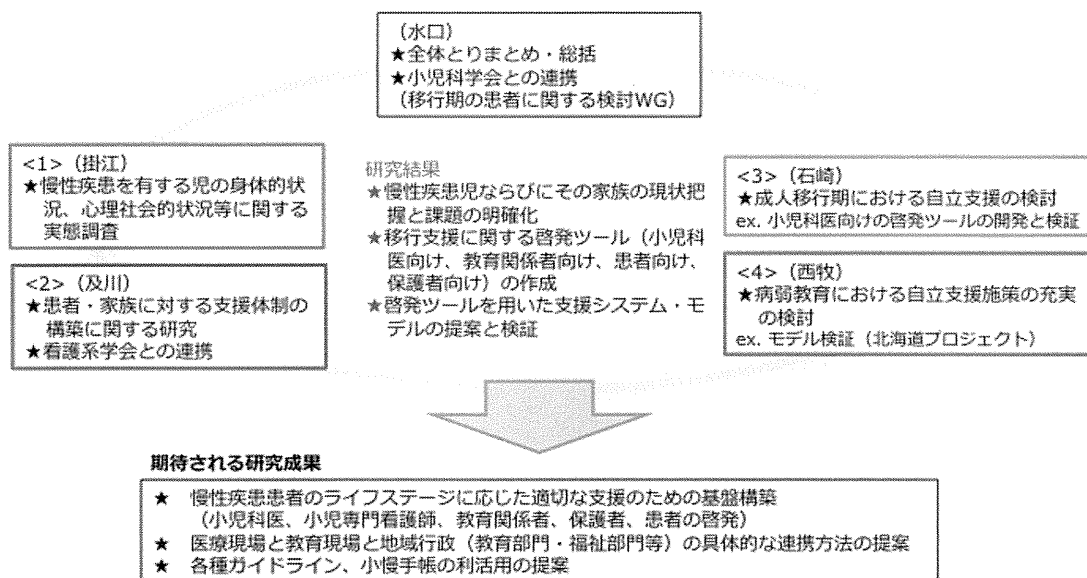 (水口)
★全体とりまとめ・総括
★小児科学会との連携
(移行期の患者に関する検討WG)
<1>(掛江)
★慢性疾患を有する児の身体的状
況、心理社会的状況等に関する
実態調査
<2>(及川)
★患者・家族に対する支援体制の
構築に関する研究
★看護系学会との連携
研究結果
★慢性疾患児ならびにその家族の現状把
握と課題の明確化
★移行支援に関する啓発ツール(小児科
医向け、教育関係者向け、患者向け、
保護者向け)の作成
★啓発ツールを用いた支援システム・モ
デルの提案と検証
<3>(石崎)
★成人移行期における自立支援の検討
ex. 小児科医向けの啓発ツールの開発と検証
<4>(西牧)
★病弱教育における自立支援施策の充実
の検討
ex. モデル検証(北海道プロジェクト)
期待される研究成果
★ 慢性疾患患者のライフステージに応じた適切な支援のための基盤構築
(小児科医、小児専門看護師、教育関係者、保護者、患者の啓発)
★ 医療現場と教育現場と地域行政(教育部門・福祉部門等)の具体的な連携方法の提案
★ 各種ガイドライン、小慢手帳の利活用の提案